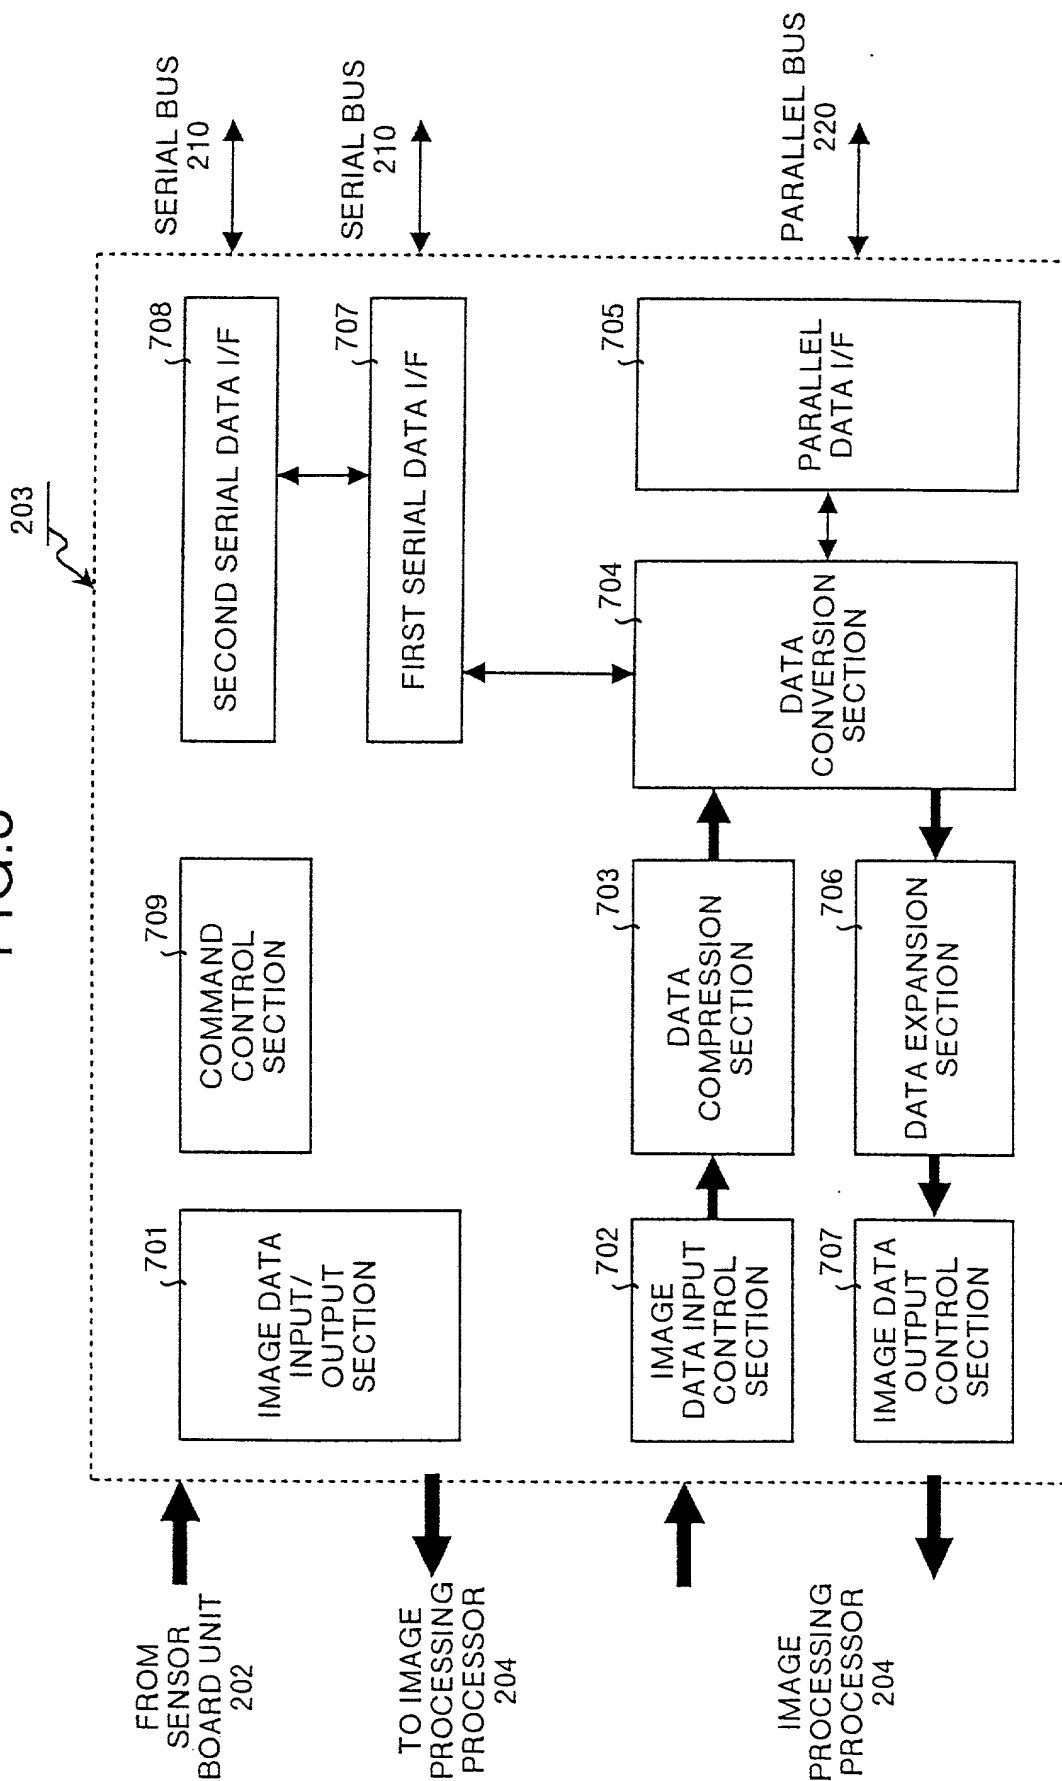 203
708
SECOND SERIAL DATA I/F
707
FIRST SERIAL DATA I/F
SERIAL BUS
210
SERIAL BUS
210
709
COMMAND
CONTROL
SECTION
701
IMAGE DATA
INPUT/
OUTPUT
SECTION
FROM
SENSOR
BOARD UNIT
202
TO IMAGE
PROCESSING
PROCESSOR
204
702
IMAGE
DATA INPUT
CONTROL
SECTION
703
DATA
COMPRESSION
SECTION
704
DATA
CONVERSION
SECTION
705
PARALLEL
DATA I/F
PARALLEL BUS
220
IMAGE
PROCESSING
PROCESSOR
204
707
IMAGE DATA
OUTPUT
CONTROL
SECTION
706
DATA EXPANSION
SECTION